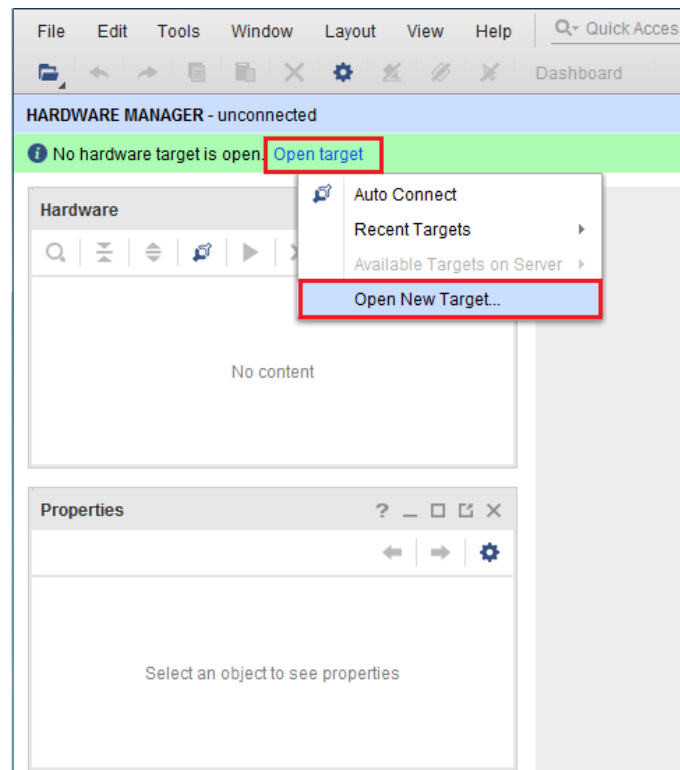 File Edit Tools Window Layout View Help Quick Acces
Dashboard
HARDWARE MANAGER - unconnected
No hardware target is open. Open target
Auto Connect
Hardware
Recent Targets
Available Targets on Server
Open New Target...
No content
Properties
Select an object to see properties